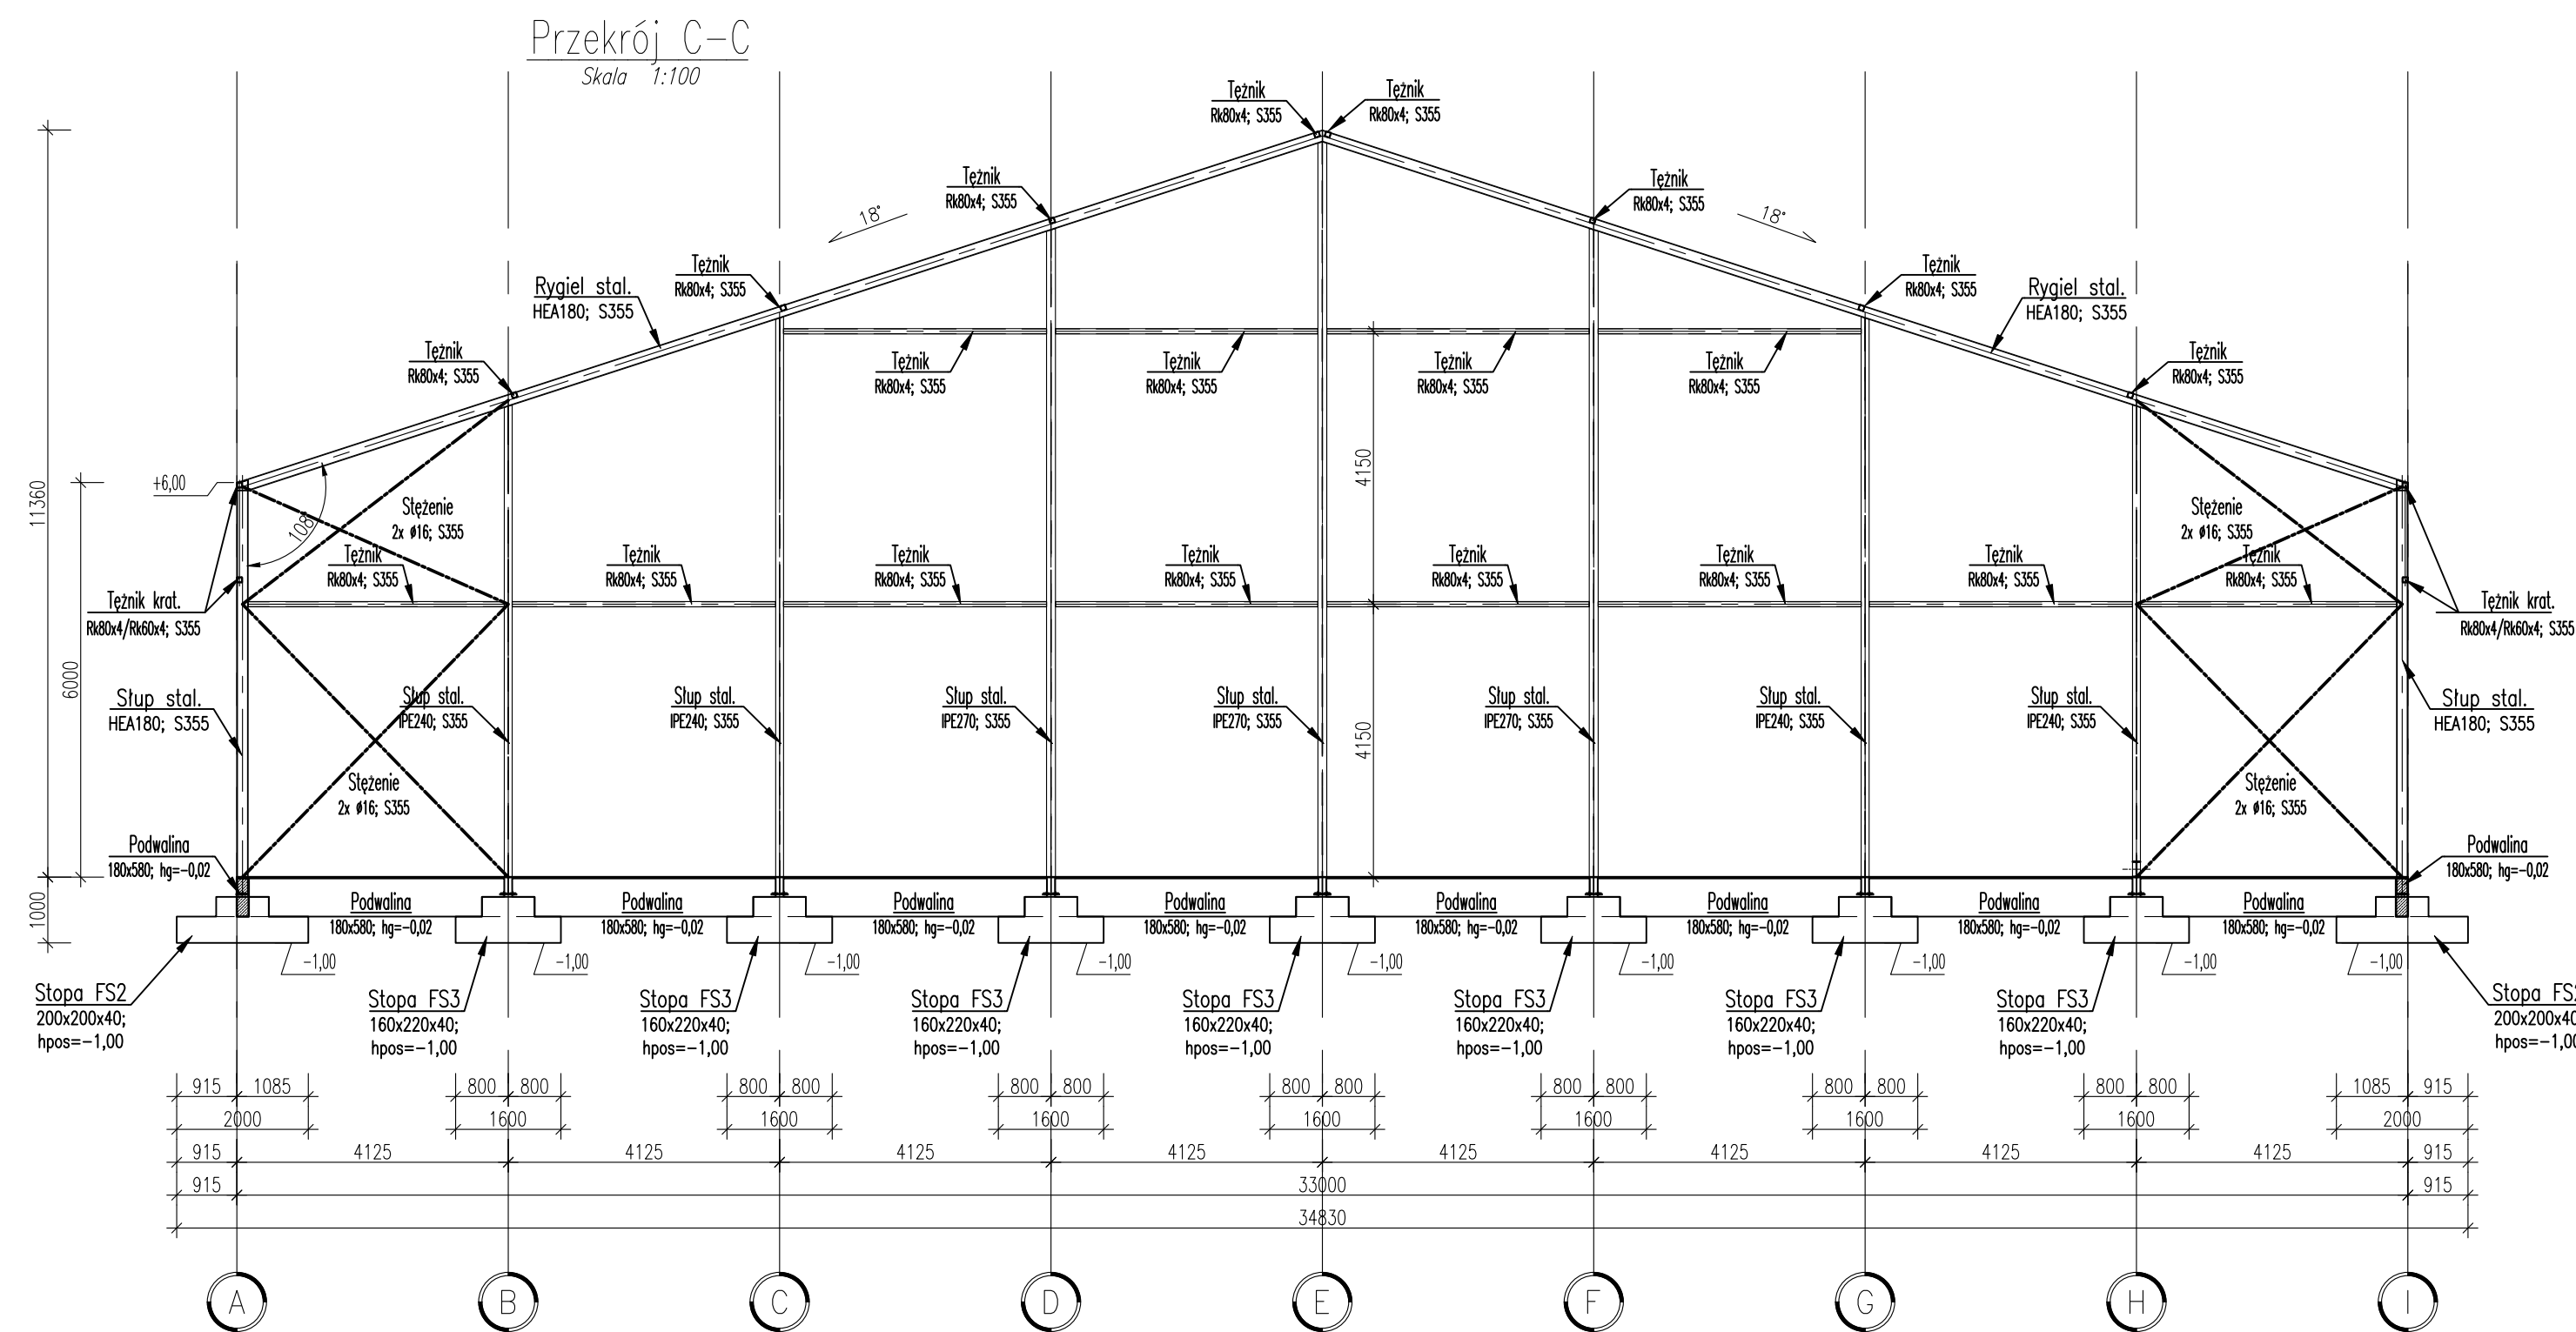 Przekrój C-C
Skala 1:100
Tężnik
Rk80x4; S355
Tężnik
Rk80x4; S355
Tężnik
Rk80x4; S355
Tężnik
Rk80x4; S355
18°
18°
Tężnik
Rk80x4; S355
Tężnik
Rk80x4; S355
Rygiel stal.
HEA180; S355
Rygiel stal.
HEA180; S355
Tężnik
Rk80x4; S355
Tężnik
Rk80x4; S355
Tężnik
Rk80x4; S355
Tężnik
Rk80x4; S355
Tężnik
Rk80x4; S355
Tężnik
Rk80x4; S355
11360
+6,00
108°
4150
Stężenie
2x ø16; S355
Stężenie
2x ø16; S355
Tężnik
Rk80x4; S355
Tężnik
Rk80x4; S355
Tężnik
Rk80x4; S355
Tężnik
Rk80x4; S355
Tężnik
Rk80x4; S355
Tężnik
Rk80x4; S355
Tężnik
Rk80x4; S355
Tężnik
Rk80x4; S355
Tężnik krat.
Rk80x4/Rk60x4; S355
Tężnik krat.
Rk80x4/Rk60x4; S355
6000
Słup stal.
HEA180; S355
Słup stal.
IPE240; S355
Słup stal.
IPE240; S355
Słup stal.
IPE270; S355
Słup stal.
IPE270; S355
4150
Słup stal.
IPE270; S355
Słup stal.
IPE240; S355
Słup stal.
IPE240; S355
Słup stal.
HEA180; S355
Stężenie
2x ø16; S355
Stężenie
2x ø16; S355
Podwalina
180x580; hg=-0,02
Podwalina
180x580; hg=-0,02
1000
Podwalina
180x580; hg=-0,02
Podwalina
180x580; hg=-0,02
Podwalina
180x580; hg=-0,02
Podwalina
180x580; hg=-0,02
Podwalina
180x580; hg=-0,02
Podwalina
180x580; hg=-0,02
Podwalina
180x580; hg=-0,02
Podwalina
180x580; hg=-0,02
-1,00 -1,00 -1,00 -1,00 -1,00 -1,00 -1,00 -1,00 -1,00
Stopa FS2
200x200x40;
hpos=-1,00
Stopa FS3
160x220x40;
hpos=-1,00
Stopa FS3
160x220x40;
hpos=-1,00
Stopa FS3
160x220x40;
hpos=-1,00
Stopa FS3
160x220x40;
hpos=-1,00
Stopa FS3
160x220x40;
hpos=-1,00
Stopa FS3
160x220x40;
hpos=-1,00
Stopa FS3
160x220x40;
hpos=-1,00
Stopa
200x200x40
hpos=-1,00
915 1085 800 800 800 800 800 800 800 800 800 800 800 800 800 800 1085 915
2000 1600 1600 1600 1600 1600 1600 1600 2000
915 4125 4125 4125 4125 4125 4125 4125 4125 915
915 33000 915
34830
A B C D E F G H I